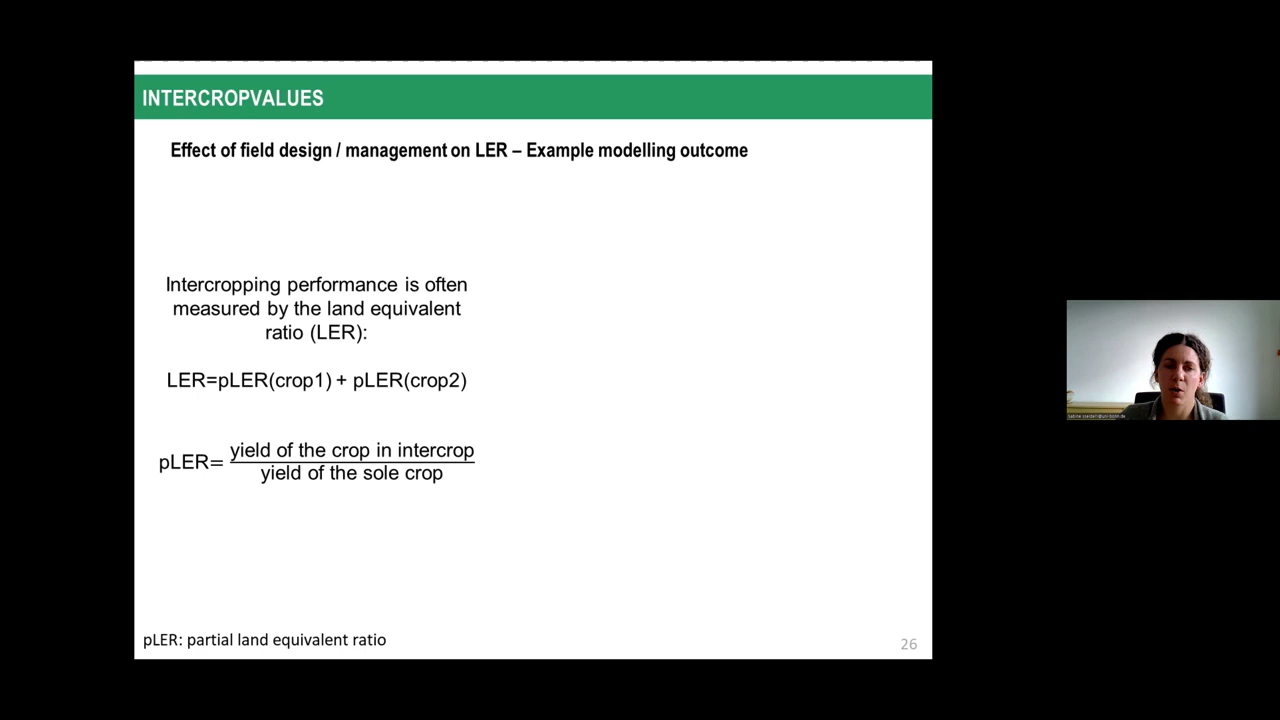 INTERCROPVALUES
Effect of field design / management on LER – Example modelling outcome
Intercropping performance is often
measured by the land equivalent
ratio (LER):
LER=pLER(crop1) + pLER(crop2)
pLER= yield of the crop in intercrop
yield of the sole crop
pLER: partial land equivalent ratio
26